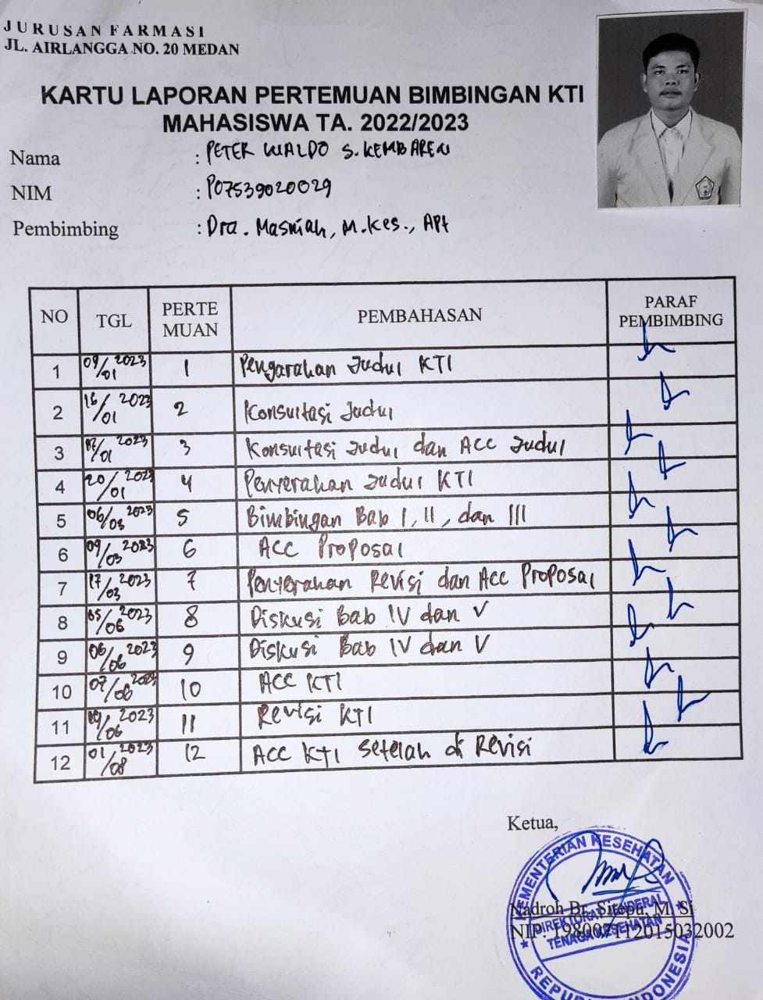 JURUSAN FARMASI
JL. AIRLANGGA NO. 20 MEDAN
KARTU LAPORAN PERTEMUAN BIMBINGAN KTI
MAHASISWA TA. 2022/2023
Nama : PETER WALDO S. KEMBAREN
NIM : P07539020029
Pembimbing : Dra. Masniah, M.Kes., Apt
NO TGL PERTE MUAN PEMBAHASAN PARAF PEMBIMBING
1 09/01 2023 1 Pengarahan Judul KTI
2 16/01 2023 2 Konsultasi Judul
3 /01 2023 3 Konsultasi Judul dan ACC Judul
4 20/01 2023 4 Penyerahan Judul KTI
5 06/03 2023 5 Bimbingan Bab I, II, dan III
6 09/03 2023 6 ACC Proposal
7 17/03 2023 7 Penyerahan Revisi dan Acc Proposal
8 05/06 2023 8 Diskusi Bab IV dan V
9 06/06 2023 9 Diskusi Bab IV dan V
10 07/06 2023 10 ACC KTI
11 /06 2023 11 Revisi KTI
12 01/08 2023 12 ACC KTI Setelah di Revisi
Ketua,
KEMENTERIAN KESEHATAN
DIREKTORAT JENDERAL
TENAGA KESEHATAN
REPUBLIK INDONESIA
Nadroh Br. Sitepu, M. Si
NIP. 198007112015032002